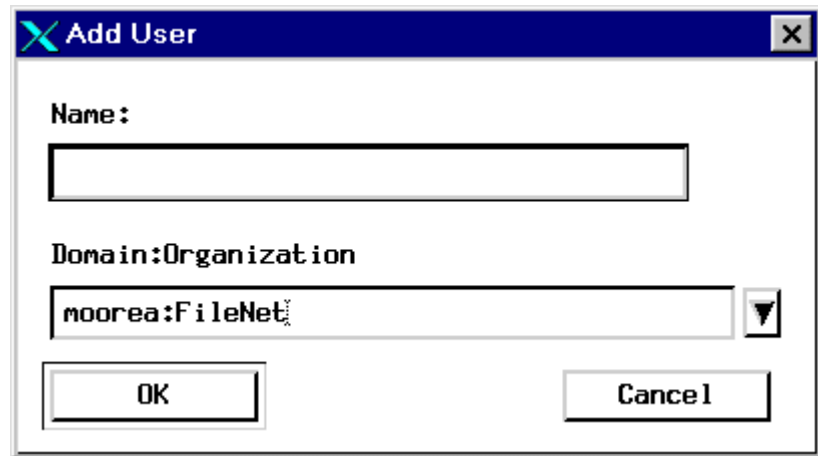 Add User
Name:
Domain:Organization
moorea:FileNet
OK
Cancel